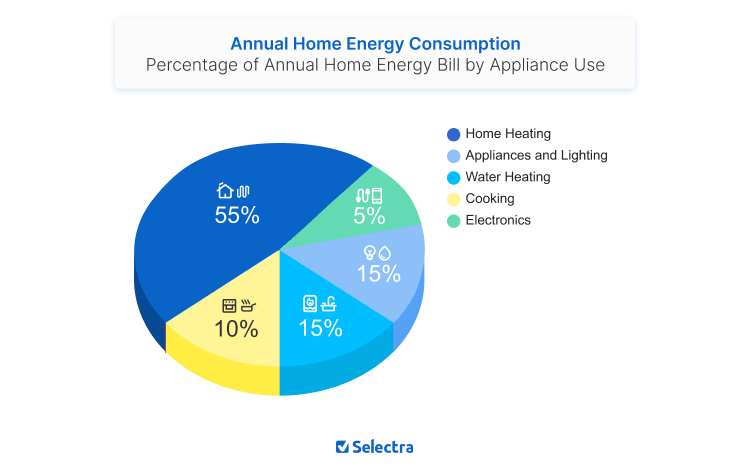 Annual Home Energy Consumption
Percentage of Annual Home Energy Bill by Appliance Use
Home Heating
Appliances and Lighting
Water Heating
Cooking
Electronics
55%
5%
15%
10%
15%
Selectra